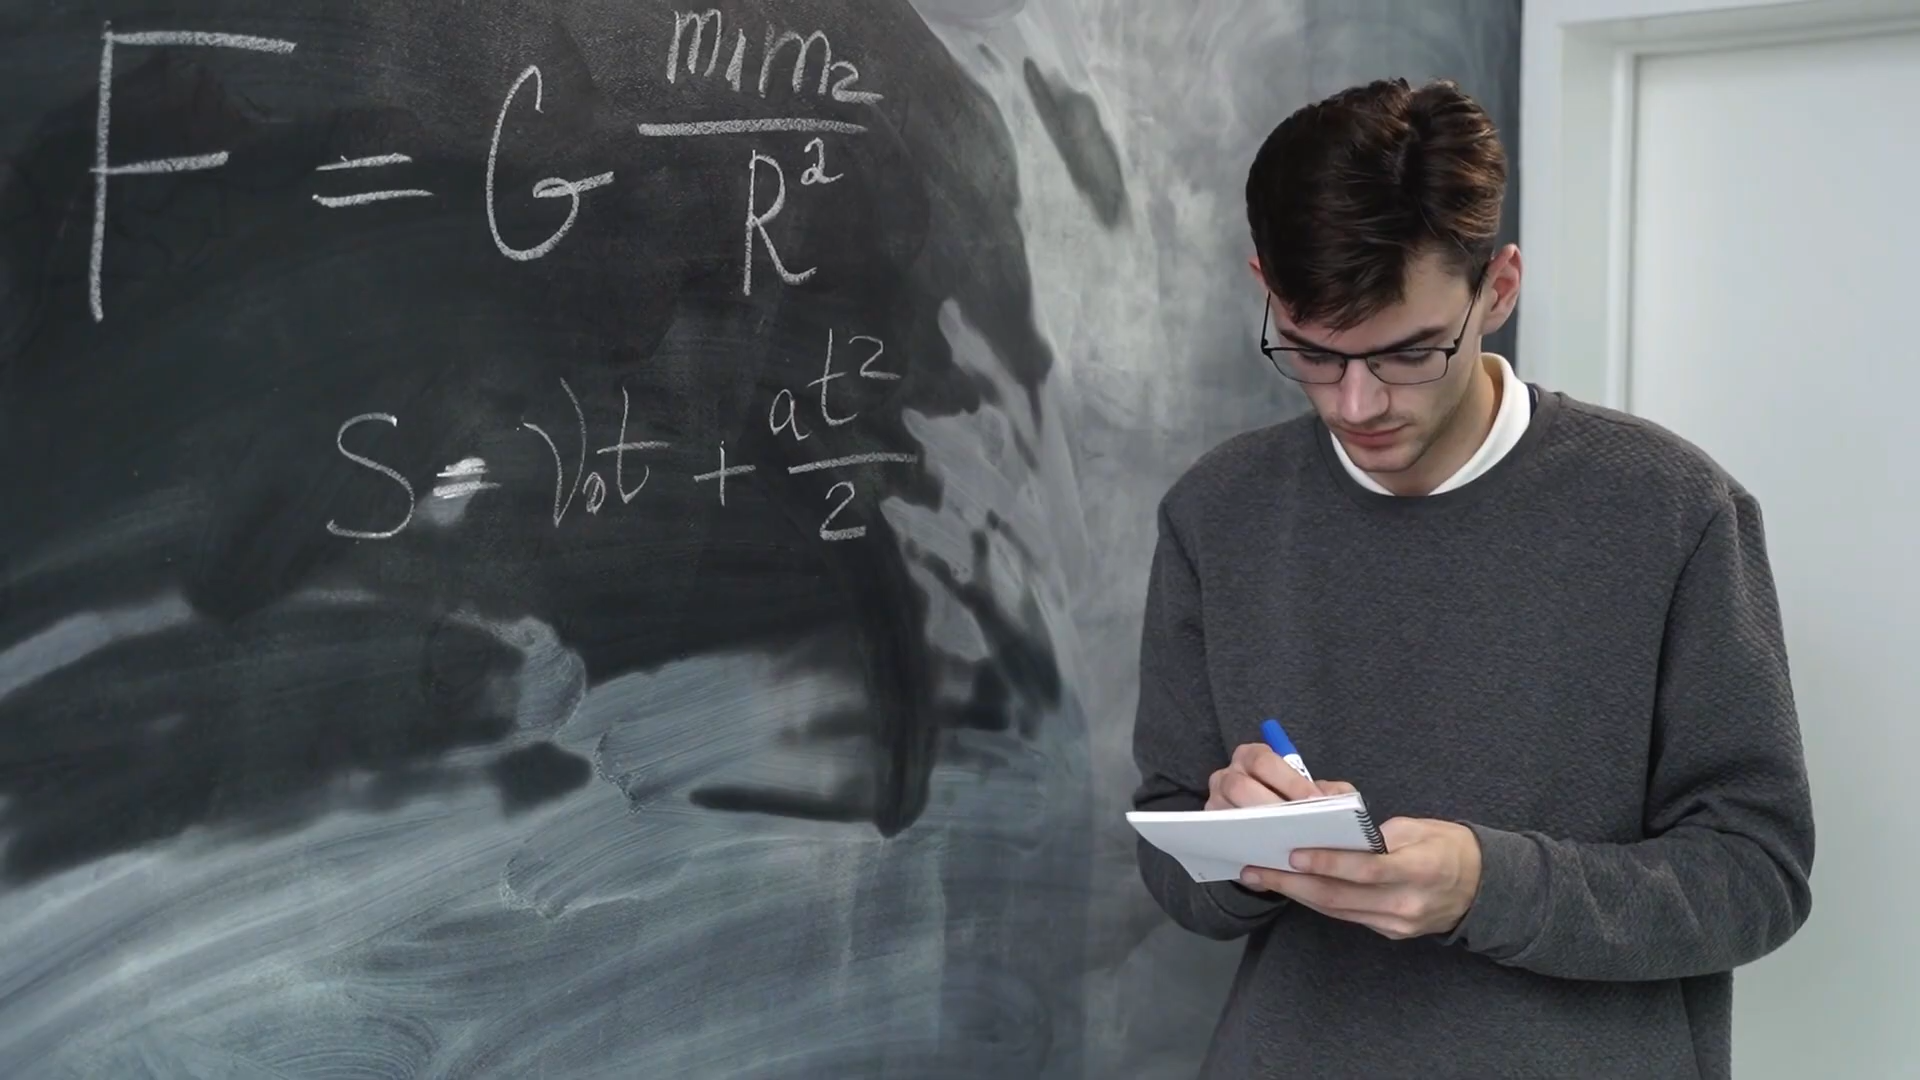 F = G m₁m₂/R²
S = V₀t + at²/2